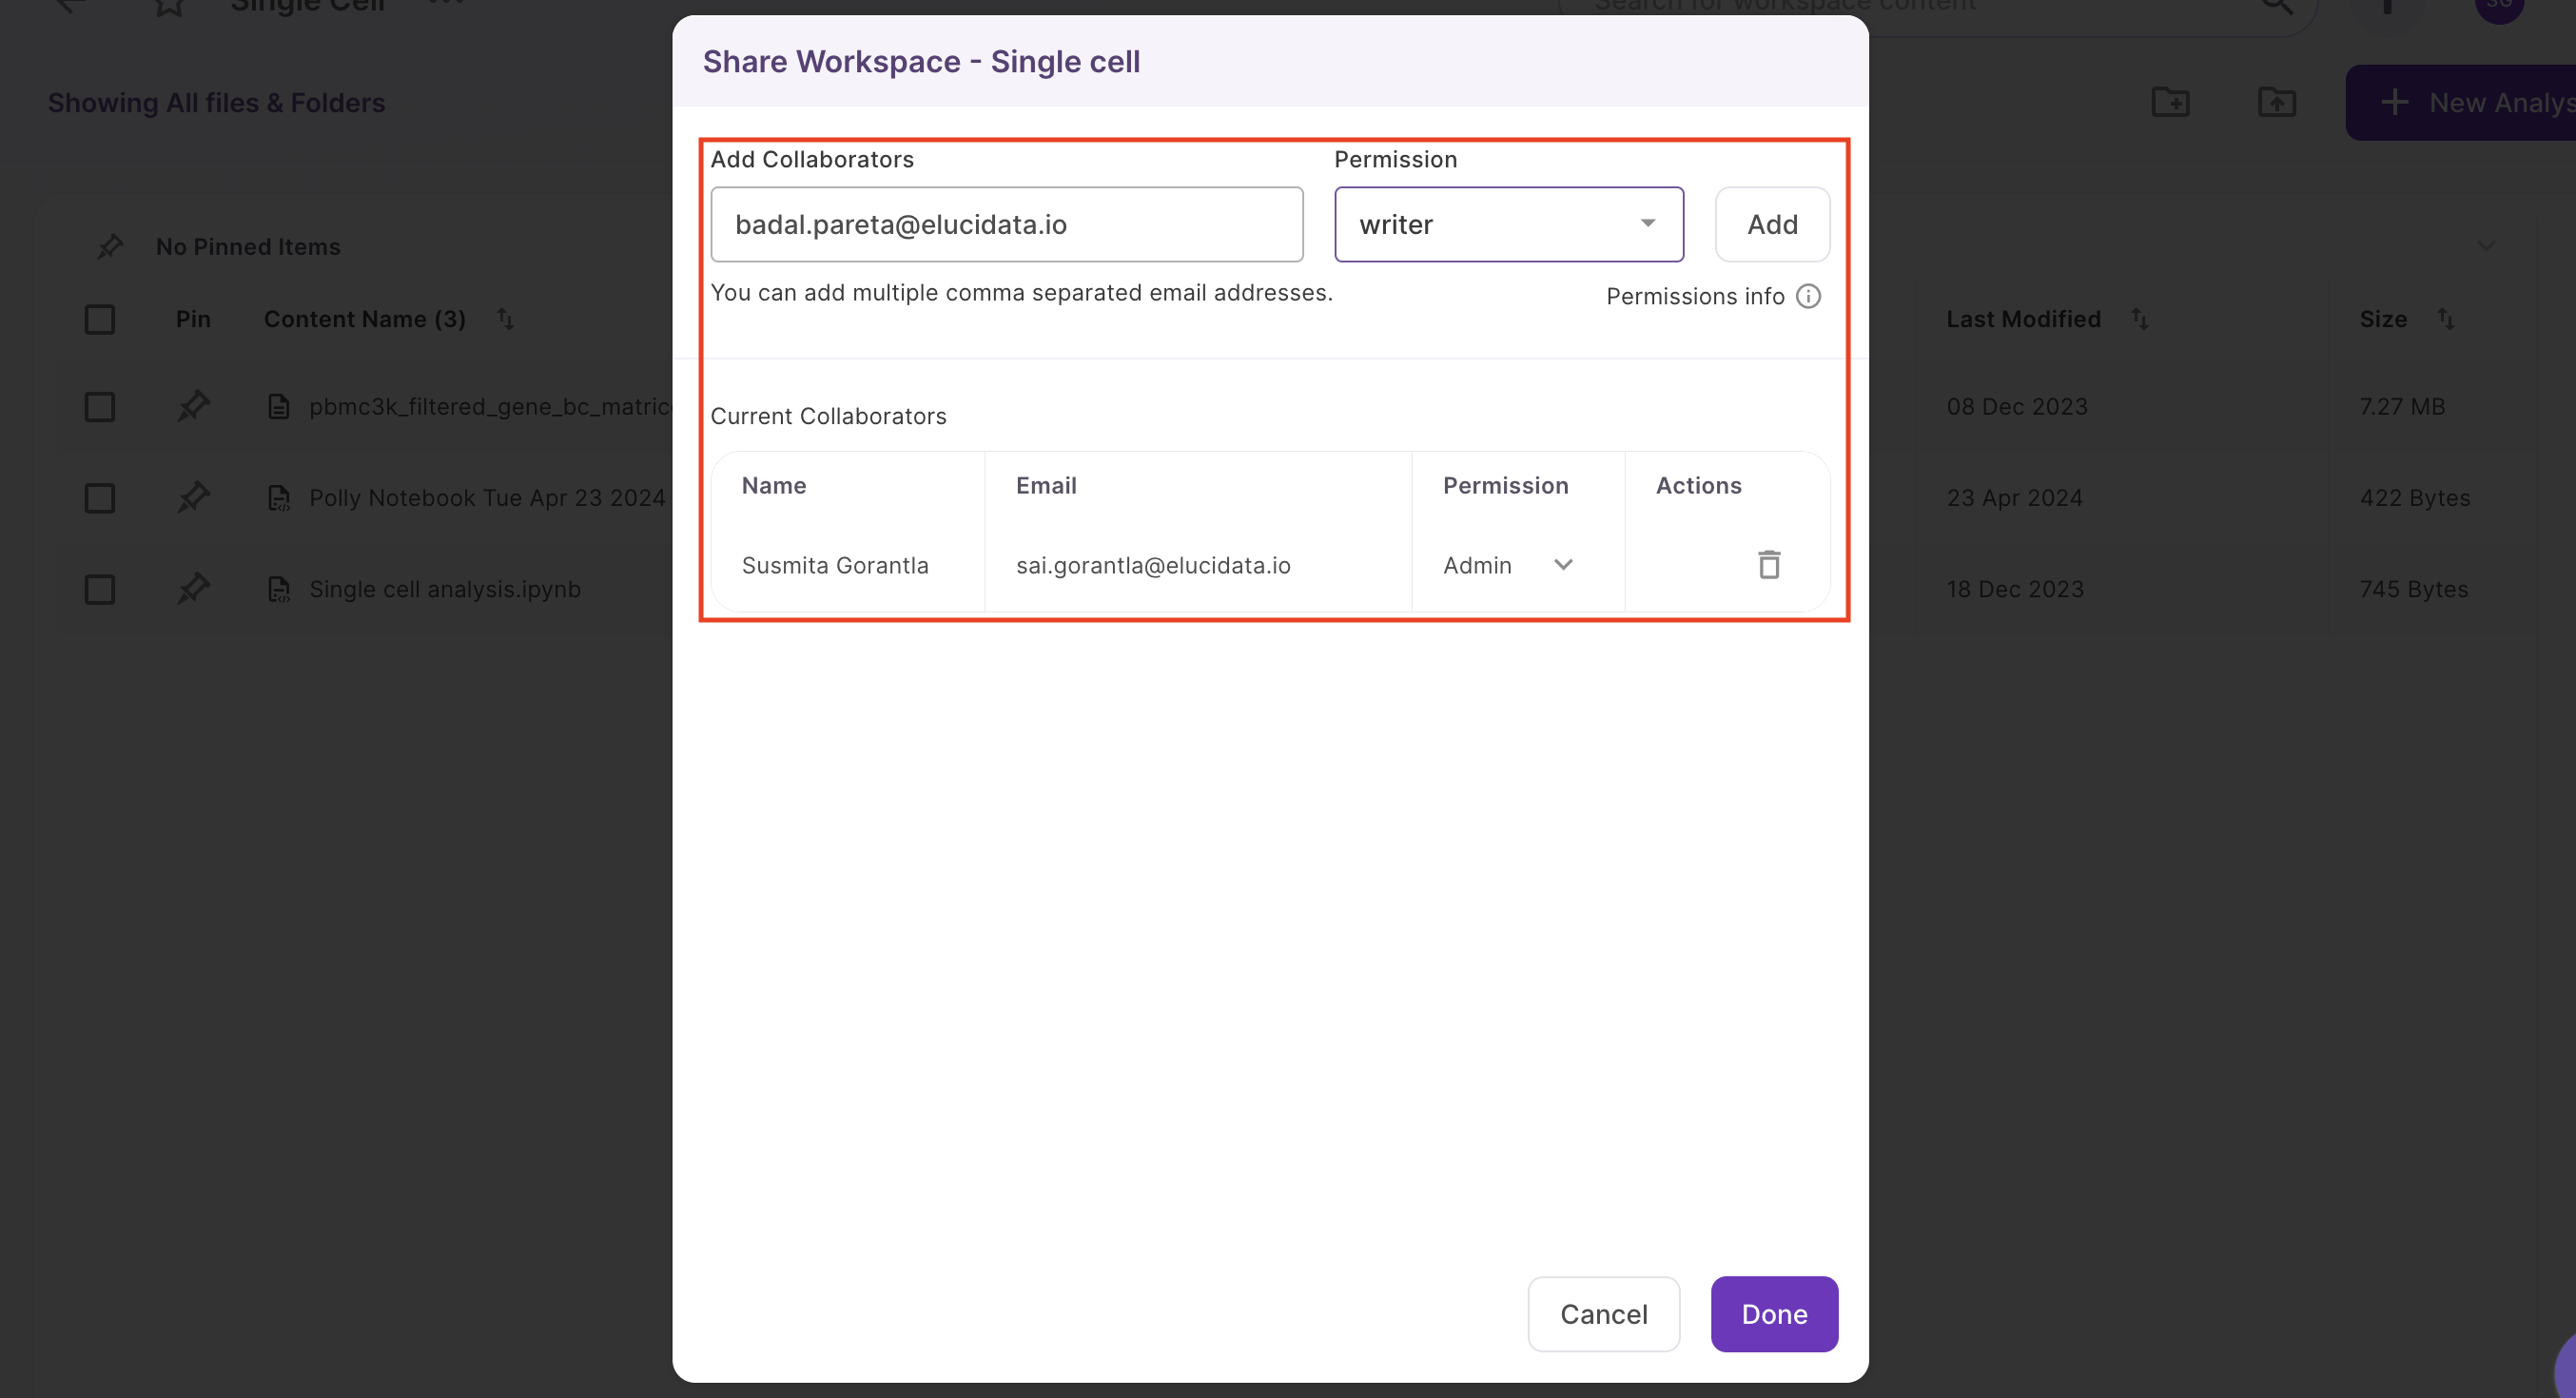 Single Cell
Search for workspace content
SG
Share Workspace - Single cell
Showing All files & Folders
New Analys
Add Collaborators
Permission
badal.pareta@elucidata.io
writer
Add
You can add multiple comma separated email addresses.
Permissions info
No Pinned Items
Pin
Content Name (3)
Last Modified
Size
pbmc3k_filtered_gene_bc_matric
08 Dec 2023
7.27 MB
Current Collaborators
Name
Email
Permission
Actions
Polly Notebook Tue Apr 23 2024
23 Apr 2024
422 Bytes
Susmita Gorantla
sai.gorantla@elucidata.io
Admin
Single cell analysis.ipynb
18 Dec 2023
745 Bytes
Cancel
Done